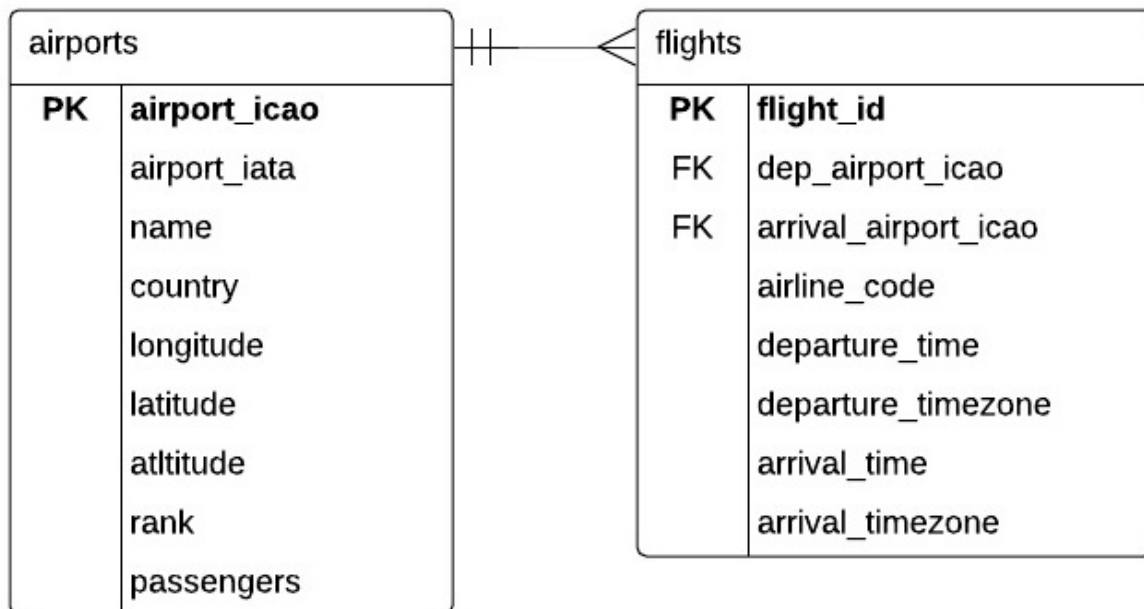 airports
PK airport_icao
airport_iata
name
country
longitude
latitude
atltitude
rank
passengers
flights
PK flight_id
FK dep_airport_icao
FK arrival_airport_icao
airline_code
departure_time
departure_timezone
arrival_time
arrival_timezone